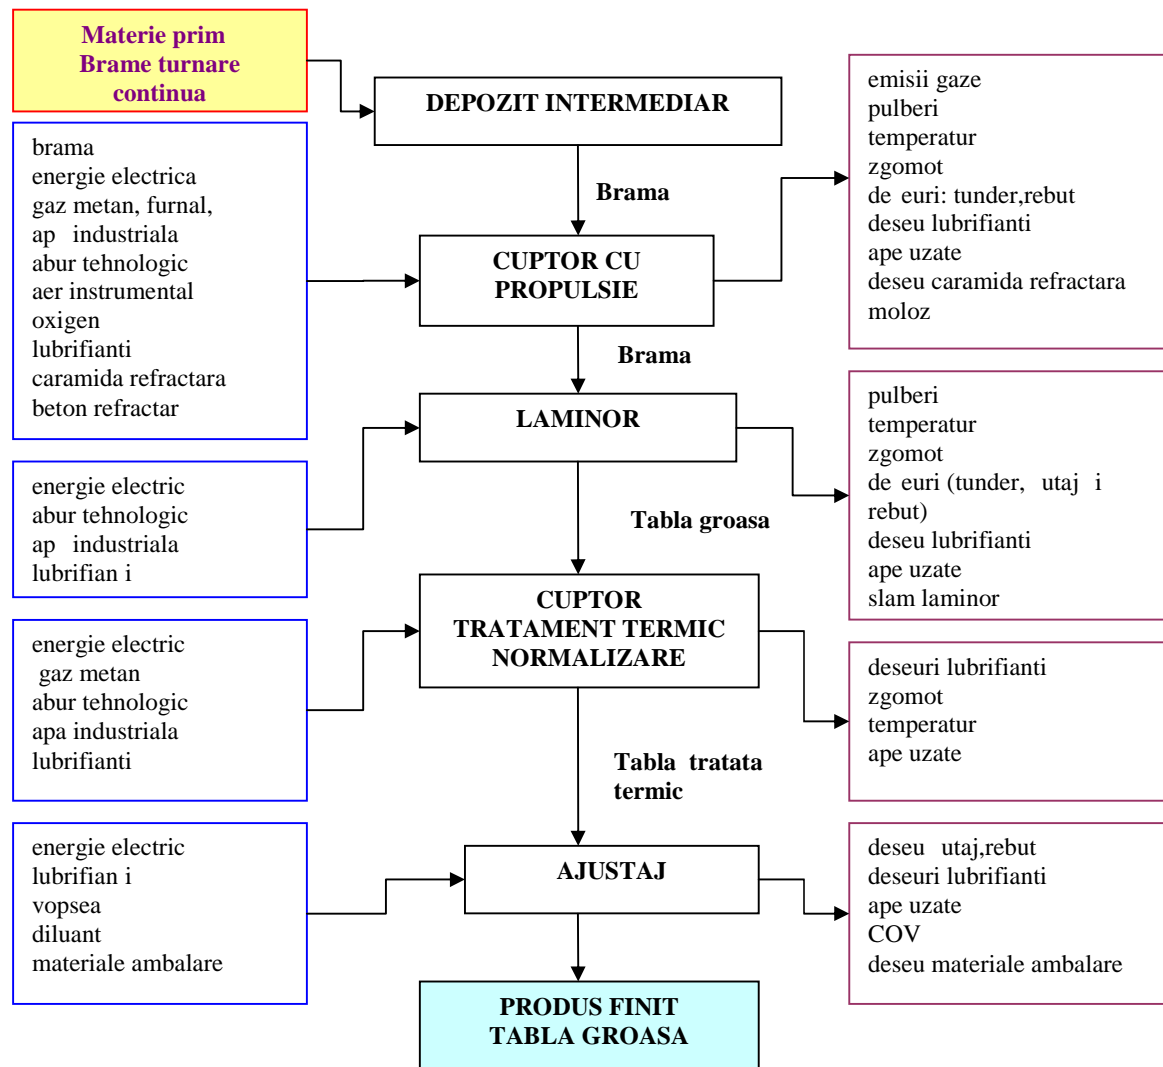 Materie prim
Brame turnare
continua
DEPOZIT INTERMEDIAR
Brama
brama
energie electrica
gaz metan, furnal,
ap industriala
abur tehnologic
aer instrumental
oxigen
lubrifianti
caramida refractara
beton refractar
CUPTOR CU
PROPULSIE
emisii gaze
pulberi
temperatur
zgomot
de euri: tunder,rebut
deseu lubrifianti
ape uzate
deseu caramida refractara
moloz
Brama
energie electric
abur tehnologic
ap industriala
lubrifian i
LAMINOR
pulberi
temperatur
zgomot
de euri (tunder, utaj i
rebut)
deseu lubrifianti
ape uzate
slam laminor
Tabla groasa
energie electric
gaz metan
abur tehnologic
apa industriala
lubrifianti
CUPTOR
TRATAMENT TERMIC
NORMALIZARE
deseuri lubrifianti
zgomot
temperatur
ape uzate
Tabla tratata
termic
energie electric
lubrifian i
vopsea
diluant
materiale ambalare
AJUSTAJ
deseu utaj,rebut
deseuri lubrifianti
ape uzate
COV
deseu materiale ambalare
PRODUS FINIT
TABLA GROASA